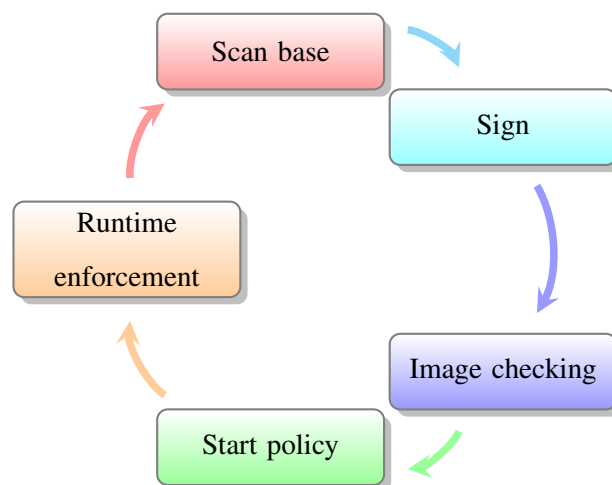 Scan base
Sign
Runtime
enforcement
Image checking
Start policy